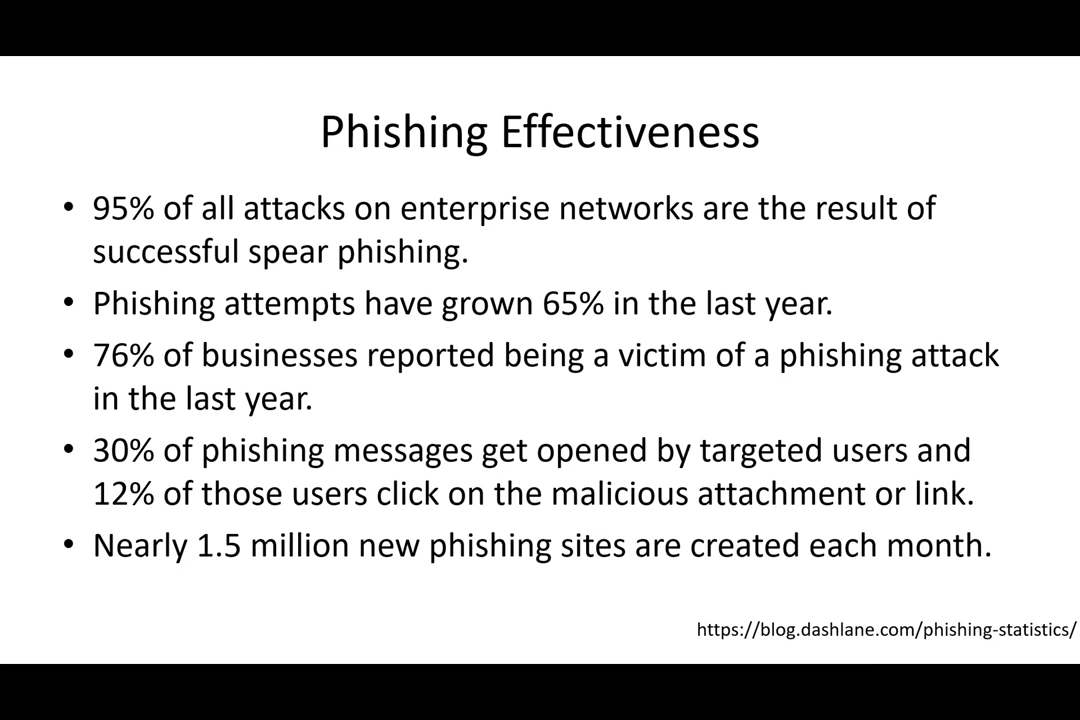 Phishing Effectiveness
• 95% of all attacks on enterprise networks are the result of
successful spear phishing.
• Phishing attempts have grown 65% in the last year.
• 76% of businesses reported being a victim of a phishing attack
in the last year.
• 30% of phishing messages get opened by targeted users and
12% of those users click on the malicious attachment or link.
• Nearly 1.5 million new phishing sites are created each month.
https://blog.dashlane.com/phishing-statistics/